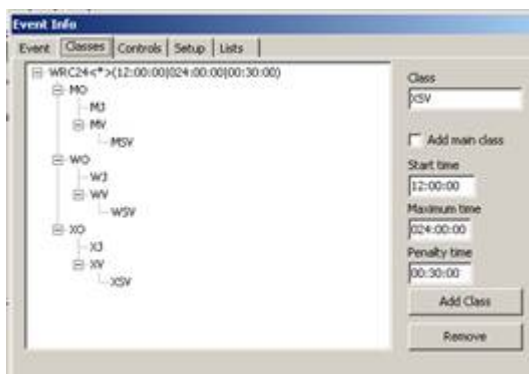 Event Info
Event Classes Controls Setup Lists
WRC24<*>(12:00:00|024:00:00|00:30:00)
MO
MJ
MV
MSV
WO
WJ
WV
WSV
XO
XJ
XV
XSV
Class
XSV
Add main class
Start time
12:00:00
Maximum time
024:00:00
Penalty time
00:30:00
Add Class
Remove